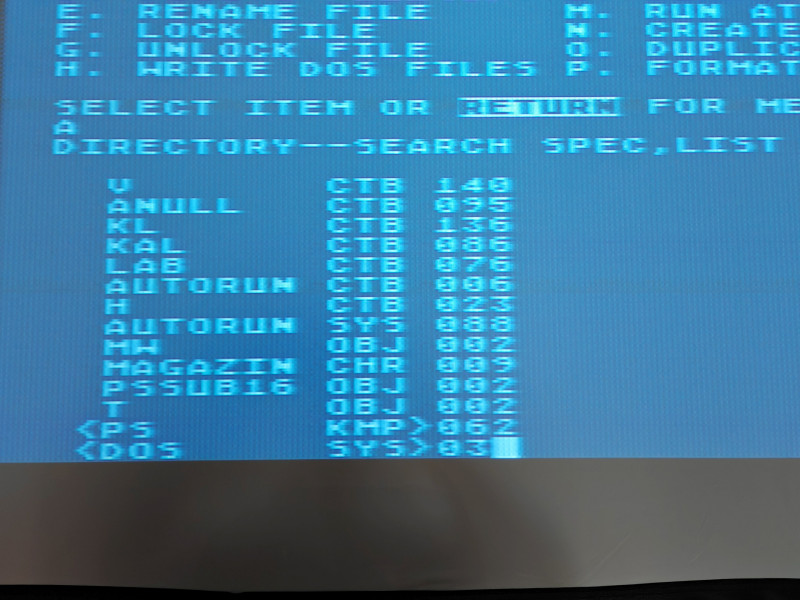 E. RENAME FILE M. RUN AT
F. LOCK FILE N. CREATE
G. UNLOCK FILE O. DUPLIC
H. WRITE DOS FILES P. FORMAT
SELECT ITEM OR RETURN FOR ME
A
DIRECTORY--SEARCH SPEC,LIST
V CTB 140
ANULL CTB 095
KL CTB 136
KAL CTB 086
LAB CTB 076
AUTORUN CTB 006
H CTB 023
AUTORUN SYS 088
MW OBJ 002
MAGAZIN CHR 009
PSSUB16 OBJ 002
T OBJ 002
<PS KMP>062
<DOS SYS>03